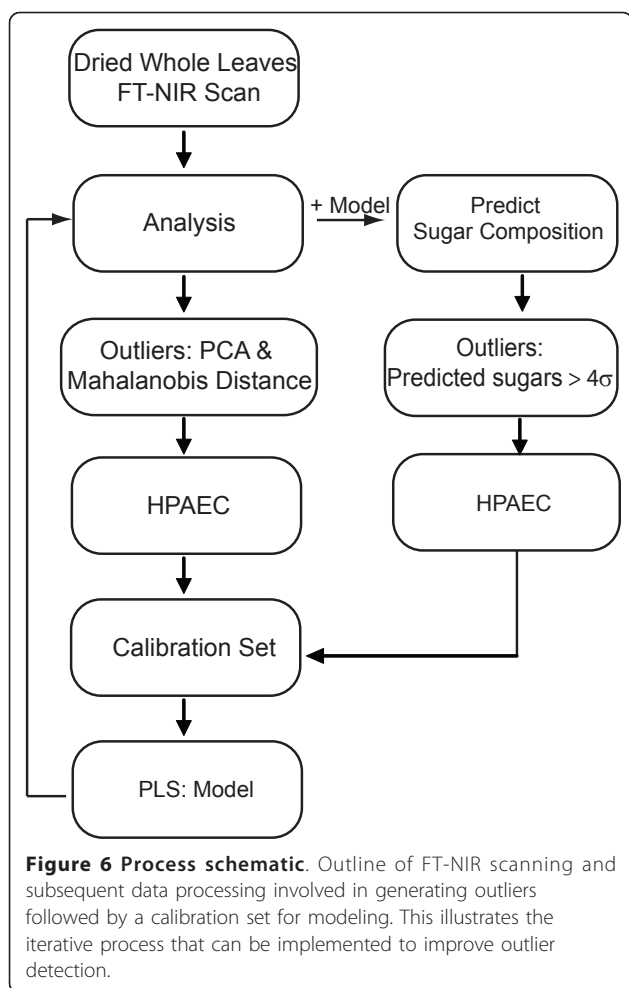 Dried Whole Leaves
FT-NIR Scan
Analysis
+ Model
Predict
Sugar Composition
Outliers: PCA &
Mahalanobis Distance
Outliers:
Predicted sugars > 4σ
HPAEC
HPAEC
Calibration Set
PLS: Model
Figure 6 Process schematic. Outline of FT-NIR scanning and
subsequent data processing involved in generating outliers
followed by a calibration set for modeling. This illustrates the
iterative process that can be implemented to improve outlier
detection.